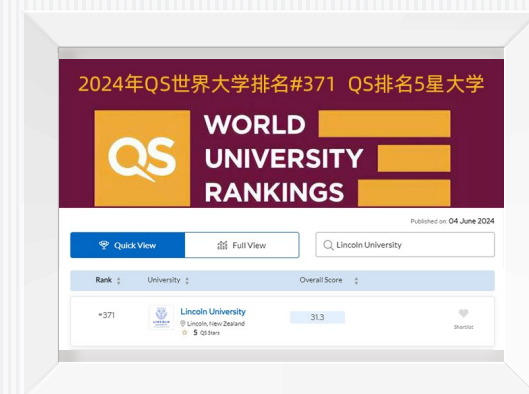 2024年QS世界大学排名#371 QS排名5星大学
QS
WORLD
UNIVERSITY
RANKINGS
Published on: 04 June 2024
Quick View
Full View
Lincoln University
Rank
University
Overall Score
=371
Lincoln University
Lincoln, New Zealand
5 QS Stars
31.3
Shortlist